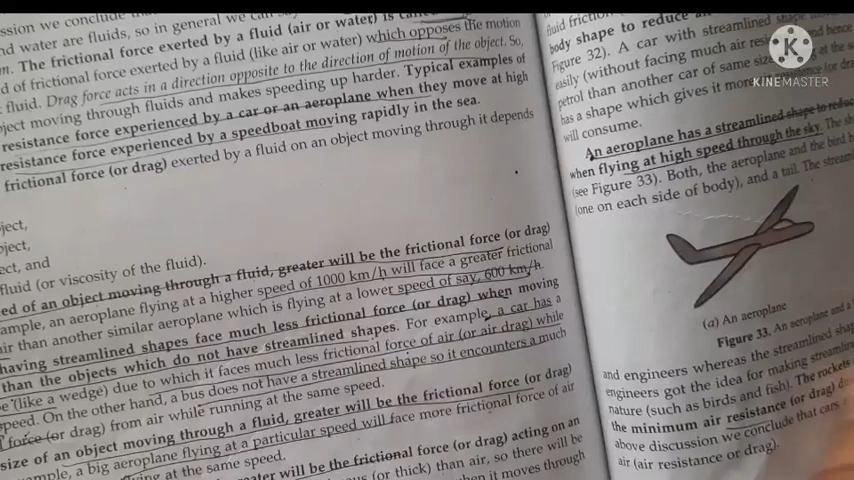 ssion we conclude
nd water are fluids, so in general we can say
n. The frictional force exerted by a fluid (air or water) is
d of frictional force exerted by a fluid (like air or water) which opposes the motion
fluid. Drag force acts in a direction opposite to the direction of motion of the object. So,
ject moving through fluids and makes speeding up harder. Typical examples of
resistance force experienced by a car or an aeroplane when they move at high
resistance force experienced by a speedboat moving rapidly in the sea.
frictional force (or drag) exerted by a fluid on an object moving through it depends
ject,
bject,
ect, and
fluid (or viscosity of the fluid).
ed of an object moving through a fluid, greater will be the frictional force (or drag)
ample, an aeroplane flying at a higher speed of 1000 km/h will face a greater frictional
air than another similar aeroplane which is flying at a lower speed of say, 600 km/h.
having streamlined shapes face much less frictional force (or drag) when moving
than the objects which do not have streamlined shapes. For example, a car has a
e (like a wedge) due to which it faces much less frictional force of air (or air drag) while
speed. On the other hand, a bus does not have a streamlined shape so it encounters a much
l force (or drag) from air while running at the same speed.
size of an object moving through a fluid, greater will be the frictional force (or drag)
mple, a big aeroplane flying at a particular speed will face more frictional force of air
ying at the same speed.
eater will be the frictional force (or drag) acting on an
us (or thick) than air, so there will be
hen it moves through
fluid friction
body shape to reduce
Figure 32). A car with streamlined shape
easily (without facing much air
petrol than another car of same size
has a shape which gives it more
will consume.
An aeroplane has a streamlined shape to reduc
when flying at high speed through the sky. The sh
(see Figure 33). Both, the aeroplane and the bird h
(one on each side of body), and a tail. The stream
(a) An aeroplane
Figure 33. An aeroplane and a
and engineers whereas the streamlined shap
engineers got the idea for making streamline
nature (such as birds and fish). The rockets
the minimum air resistance (or drag)
above discussion we conclude that cars
air (air resistance or drag).
K
KINEMASTER